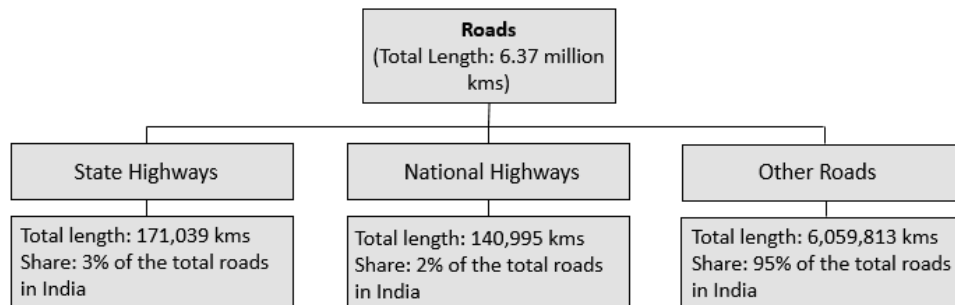 Roads
(Total Length: 6.37 million
kms)
State Highways
National Highways
Other Roads
Total length: 171,039 kms
Share: 3% of the total roads
in India
Total length: 140,995 kms
Share: 2% of the total roads
in India
Total length: 6,059,813 kms
Share: 95% of the total roads
in India